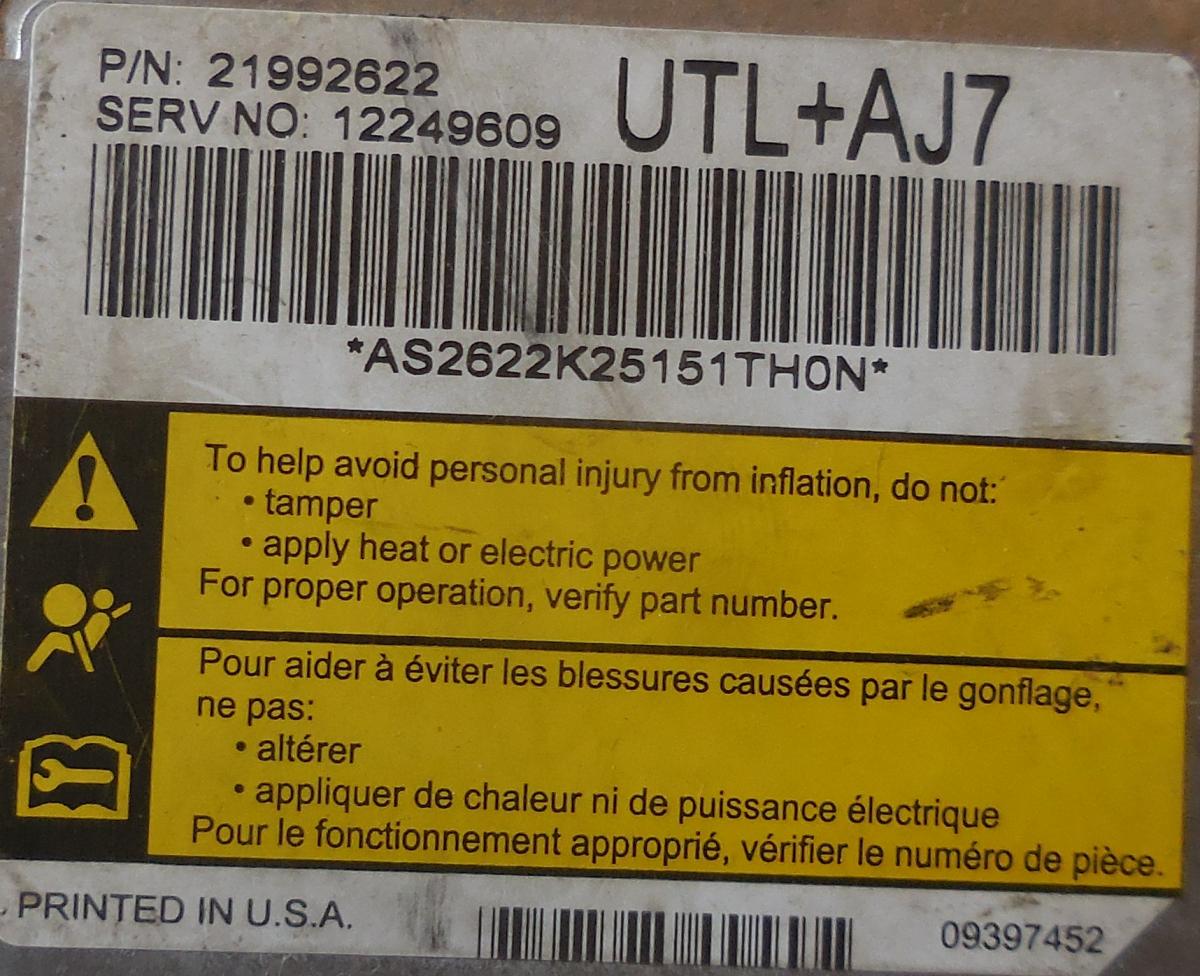 P/N: 21992622
SERV NO: 12249609
UTL+AJ7
*AS2622K25151TH0N*
To help avoid personal injury from inflation, do not:
• tamper
• apply heat or electric power
For proper operation, verify part number.
Pour aider à éviter les blessures causées par le gonflage,
ne pas:
• altérer
• appliquer de chaleur ni de puissance électrique
Pour le fonctionnement approprié, vérifier le numéro de pièce.
PRINTED IN U.S.A.
09397452